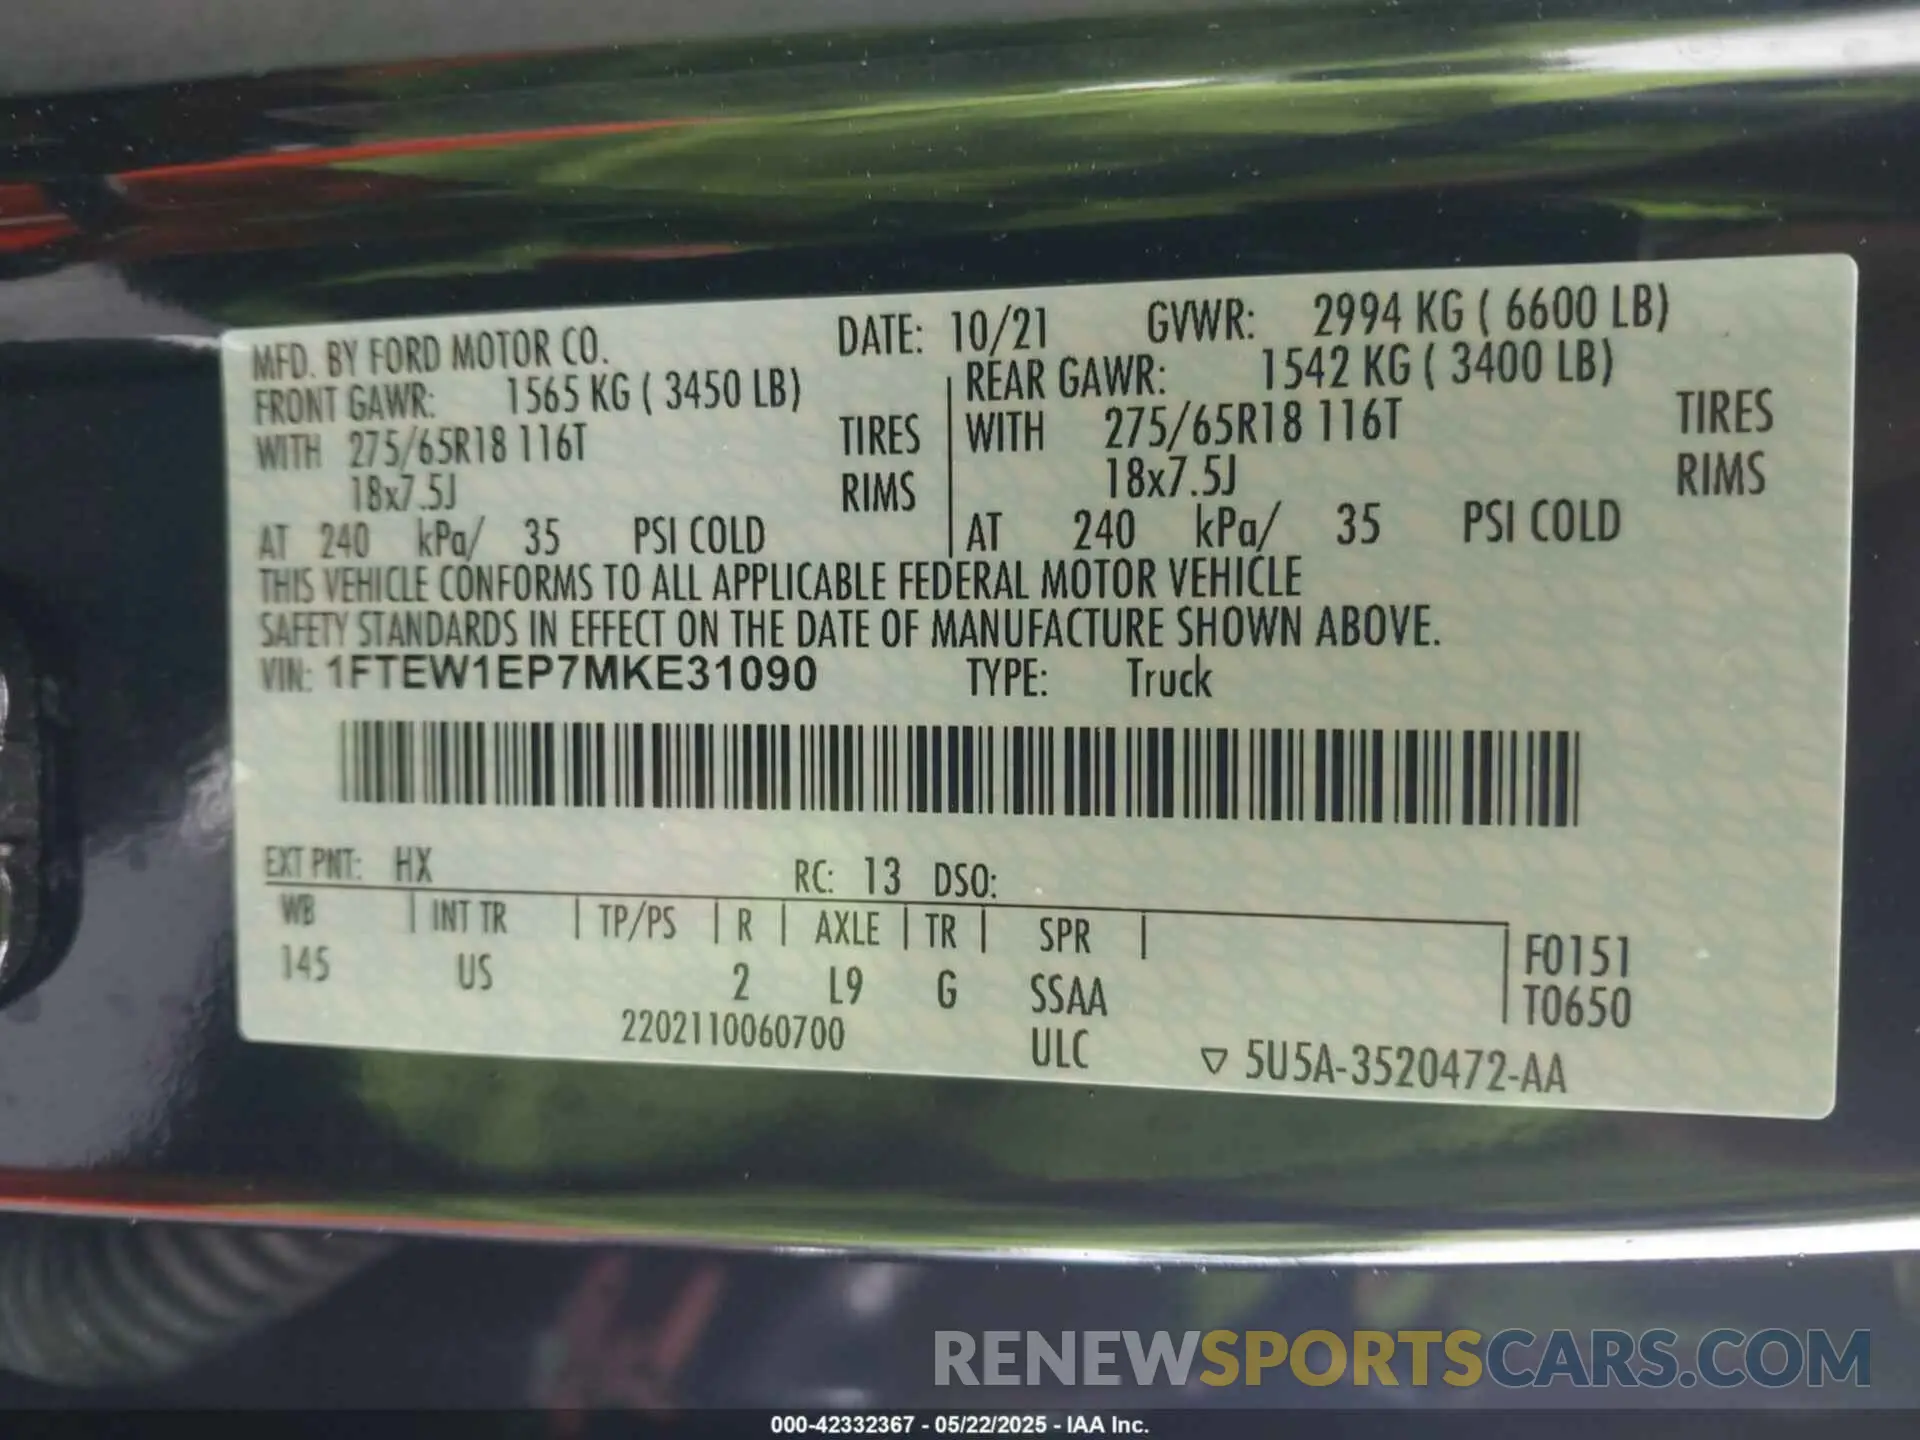 MFD. BY FORD MOTOR CO. DATE: 10/21 GVWR: 2994 KG ( 6600 LB)
FRONT GAWR: 1565 KG ( 3450 LB) REAR GAWR: 1542 KG ( 3400 LB)
WITH 275/65R18 116T TIRES WITH 275/65R18 116T TIRES
18x7.5J RIMS 18x7.5J RIMS
AT 240 kPa/ 35 PSI COLD AT 240 kPa/ 35 PSI COLD
THIS VEHICLE CONFORMS TO ALL APPLICABLE FEDERAL MOTOR VEHICLE
SAFETY STANDARDS IN EFFECT ON THE DATE OF MANUFACTURE SHOWN ABOVE.
VIN: 1FTEW1EP7MKE31090 TYPE: Truck
EXT PNT: HX RC: 13 DSO:
WB INT TR TP/PS R AXLE TR SPR F0151
145 US 2 L9 G SSAA T0650
2202110060700 ULC ▽ 5U5A-3520472-AA
RENEWSPORTSCARS.COM
000-42332367 - 05/22/2025 - IAA Inc.